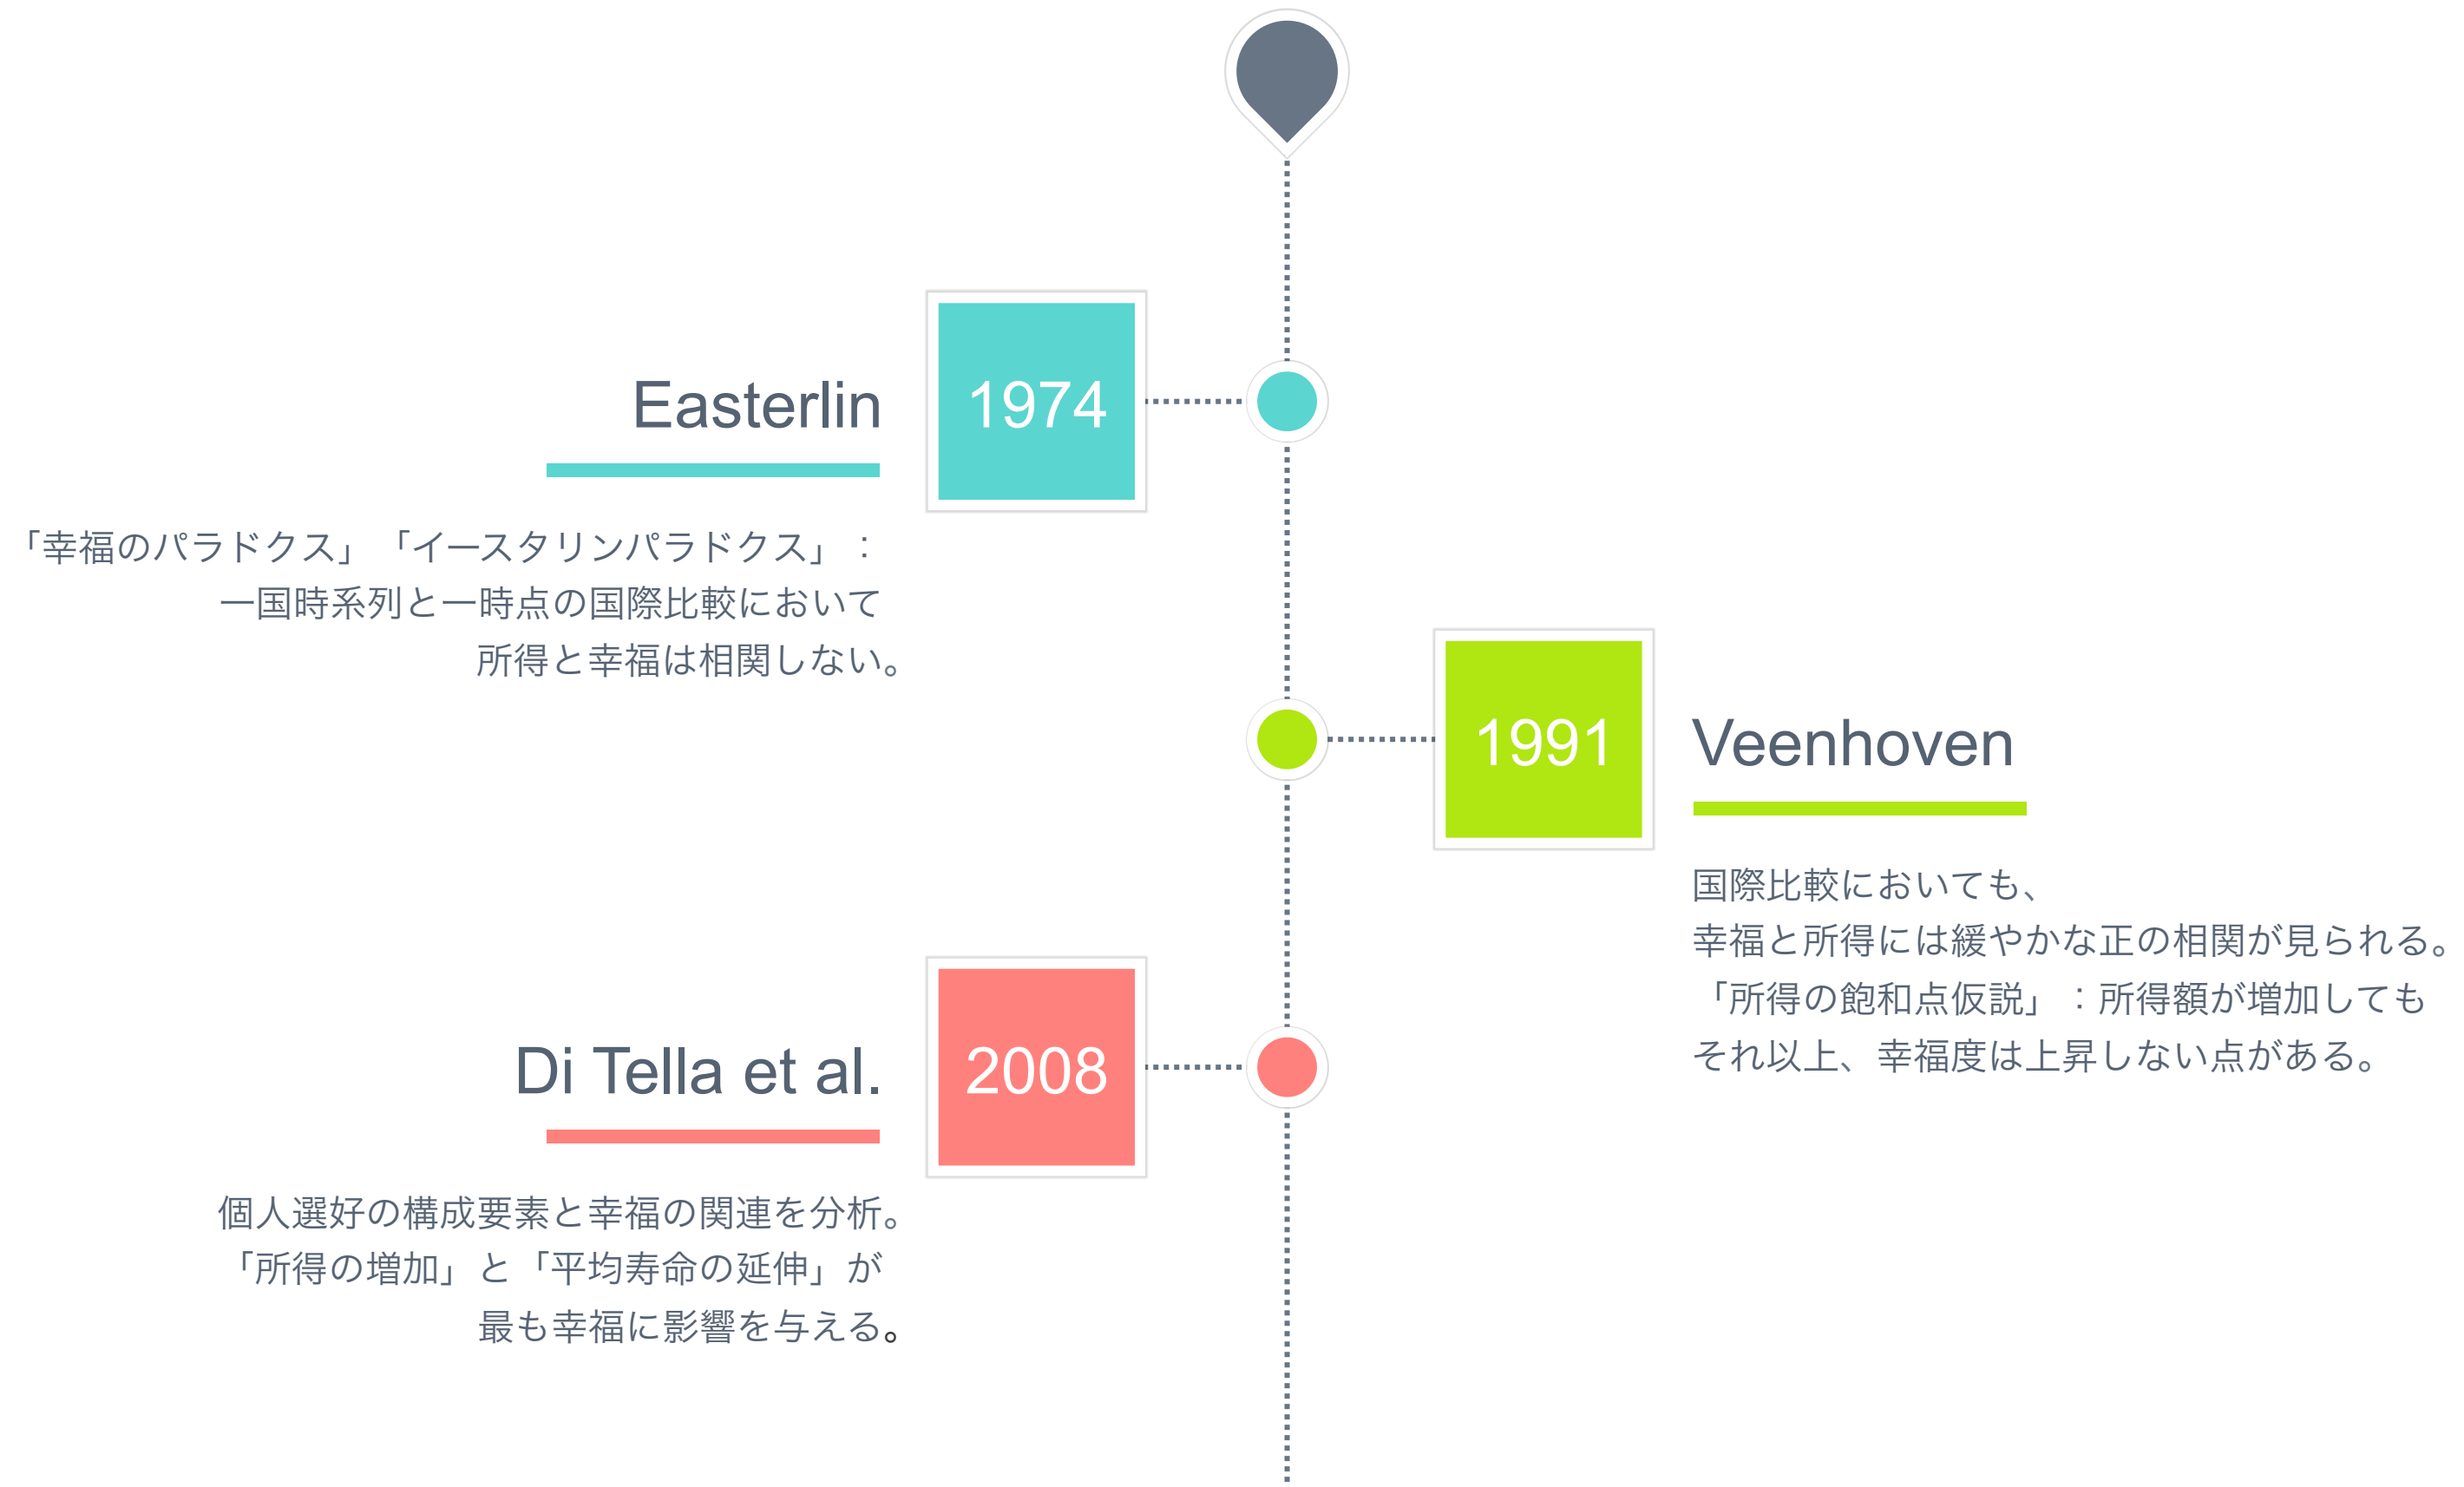 1974
Easterlin
「幸福のパラドクス」「イースタリンパラドクス」：
一国時系列と一時点の国際比較において
所得と幸福は相関しない。
1991
Veenhoven
国際比較においても、
幸福と所得には緩やかな正の相関が見られる。
「所得の飽和点仮説」：所得額が増加しても
それ以上、幸福度は上昇しない点がある。
2008
Di Tella et al.
個人選好の構成要素と幸福の関連を分析。
「所得の増加」と「平均寿命の延伸」が
最も幸福に影響を与える。